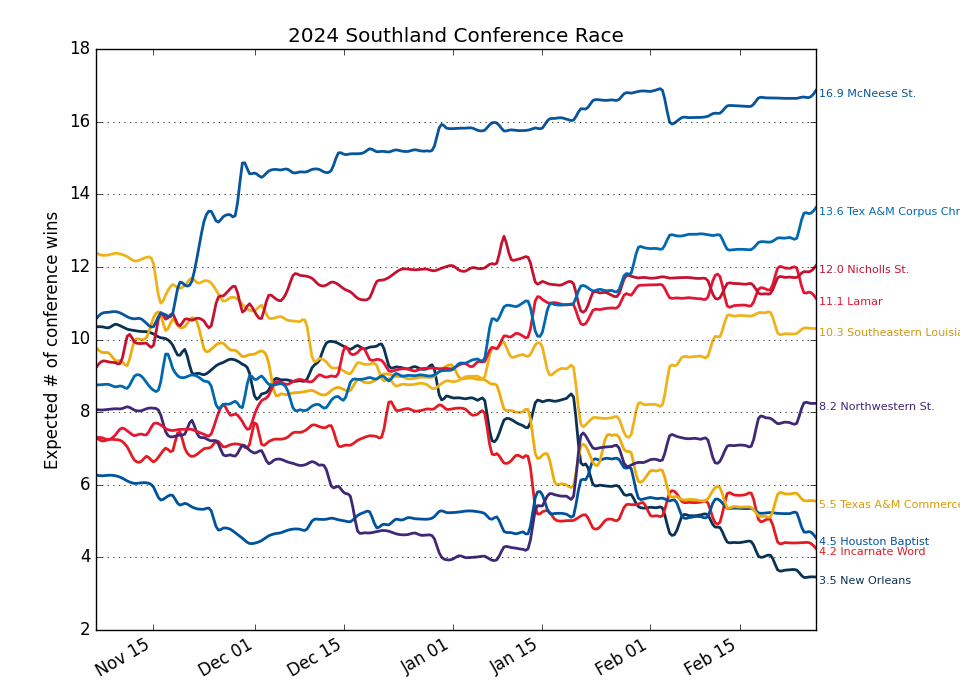 2024 Southland Conference Race
Expected # of conference wins
18
16
14
12
10
8
6
4
2
Nov 15
Dec 01
Dec 15
Jan 01
Jan 15
Feb 01
Feb 15
16.9 McNeese St.
13.6 Tex A&M Corpus Chr
12.0 Nicholls St.
11.1 Lamar
10.3 Southeastern Louisia
8.2 Northwestern St.
5.5 Texas A&M Commerce
4.5 Houston Baptist
4.2 Incarnate Word
3.5 New Orleans